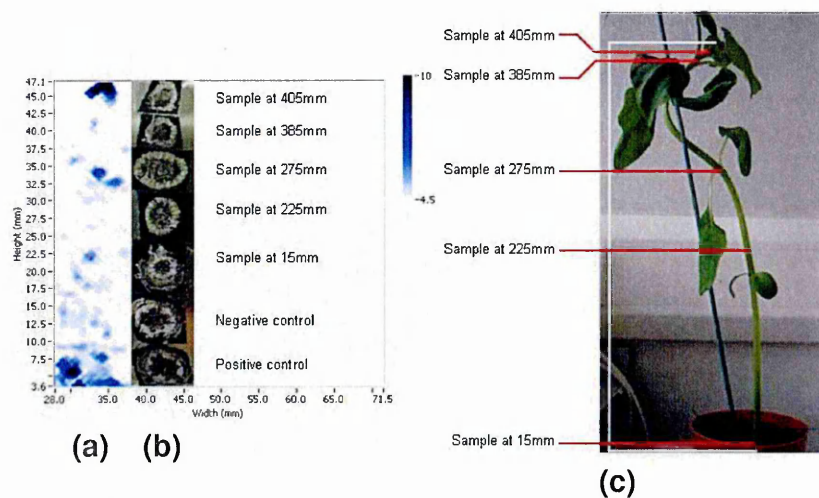 47.1
45.0
42.5
40.0
37.5
35.0
32.5
30.0
27.5
25.0
22.5
20.0
17.5
15.0
12.5
10.0
7.5
3.6
Height (mm)
28.0 35.0 40.0 45.0 50.0 55.0 60.0 65.0 71.5
Width (mm)
Sample at 405mm
Sample at 385mm
Sample at 275mm
Sample at 225mm
Sample at 15mm
Negative control
Positive control
10
4.5
(a) (b)
Sample at 405mm
Sample at 385mm
Sample at 275mm
Sample at 225mm
Sample at 15mm
(c)